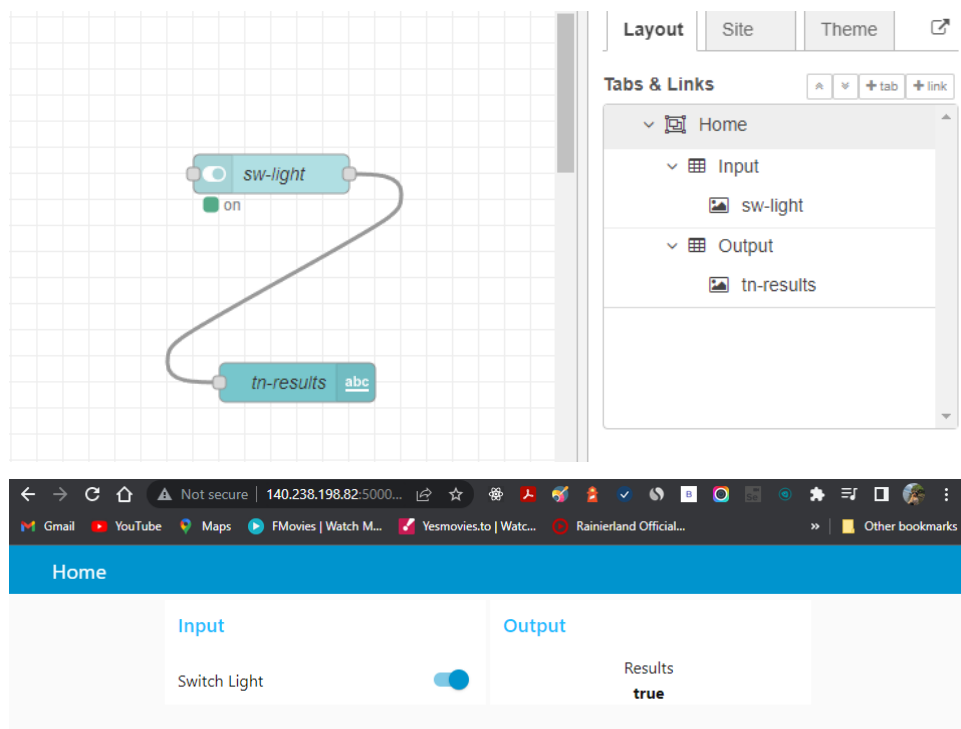 Layout Site Theme
Tabs & Links
+ tab + link
Home
Input
sw-light
Output
tn-results
sw-light
on
tn-results abc
Not secure | 140.238.198.82:5000...
Gmail YouTube Maps FMovies | Watch M... Yesmovies.to | Watc... Rainierland Official... » Other bookmarks
Home
Input
Switch Light
Output
Results
true